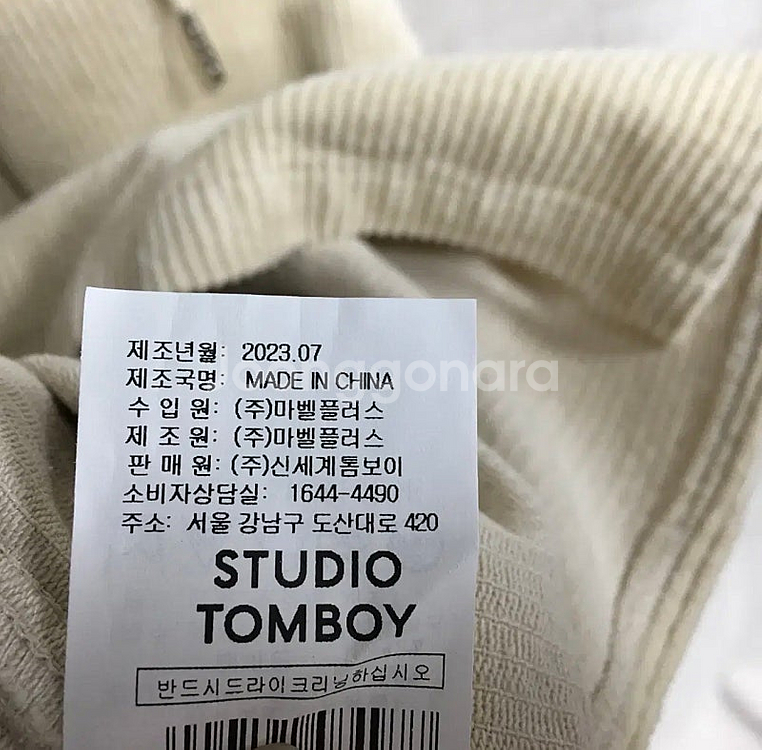 제조년월: 2023.07
제조국명: MADE IN CHINA
수 입 원: (주)마벨플러스
제 조 원: (주)마벨플러스
판 매 원: (주)신세계톰보이
소비자상담실: 1644-4490
주소: 서울 강남구 도산대로 420
STUDIO
TOMBOY
반드시드라이크리닝하십시오